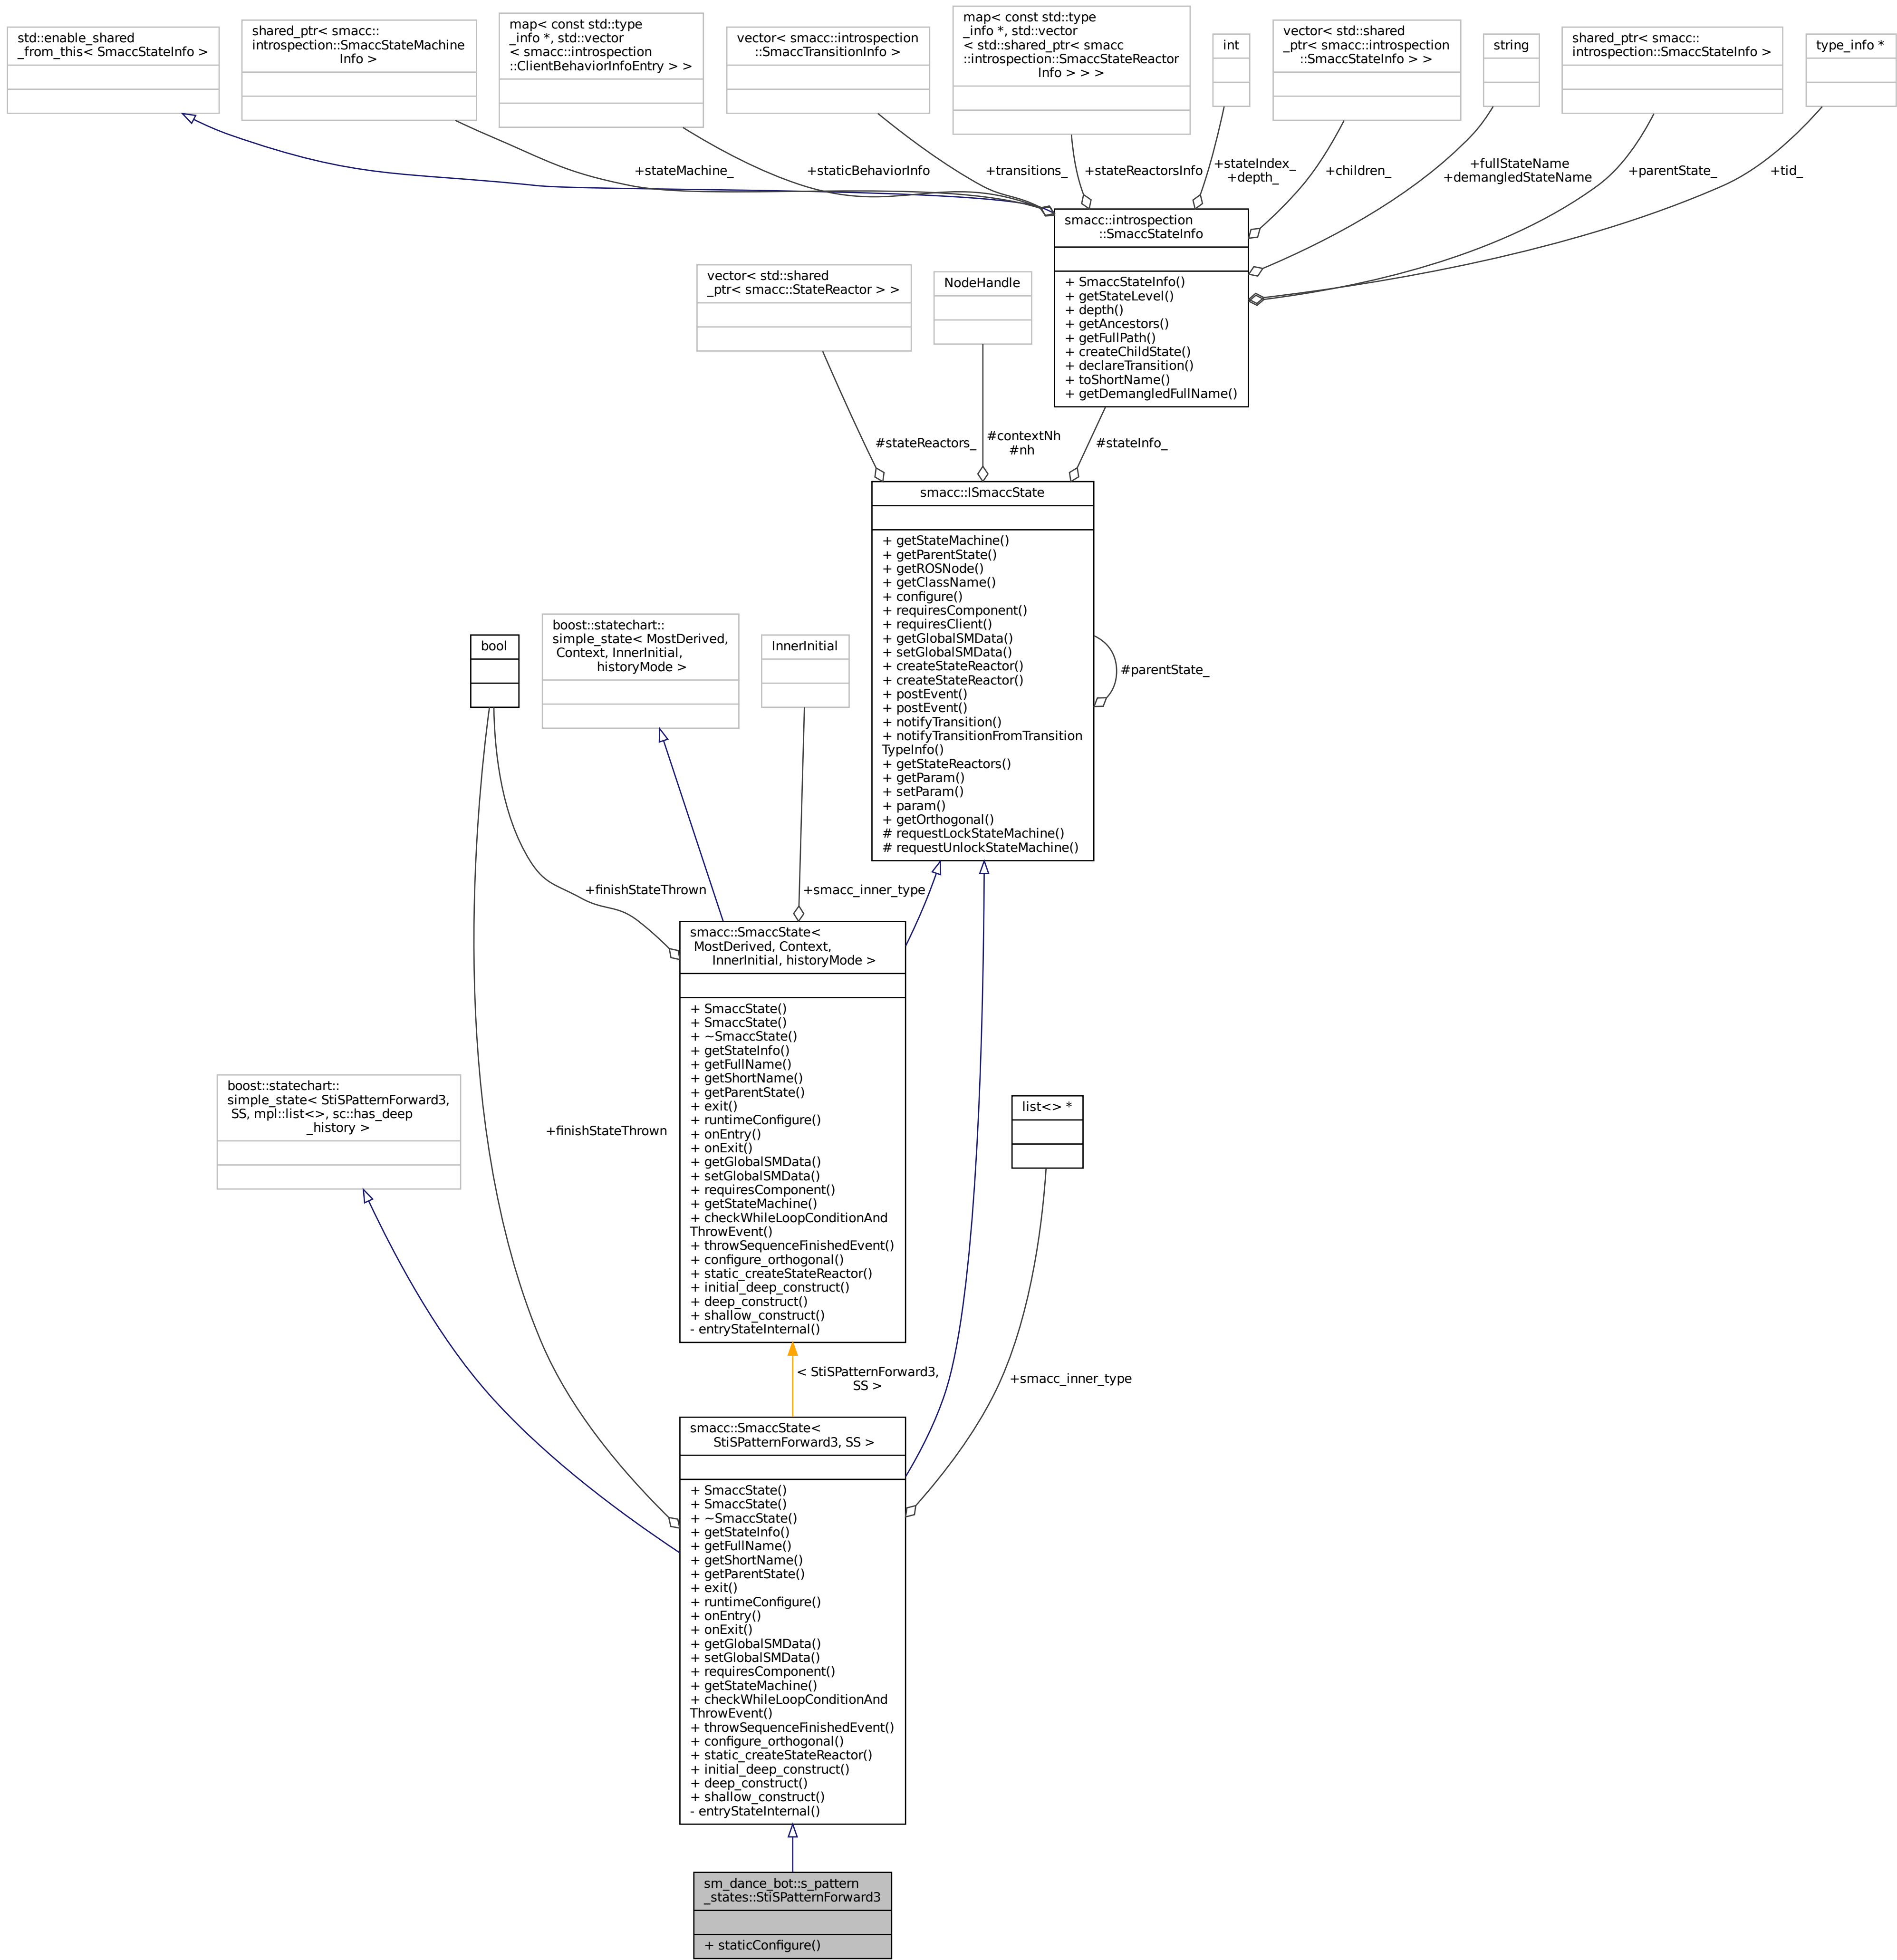 std::enable_shared
_from_this< SmaccStateInfo >
shared_ptr< smacc::
introspection::SmaccStateMachine
Info >
map< const std::type
_info *, std::vector
< smacc::introspection
::ClientBehaviorInfoEntry > >
vector< smacc::introspection
::SmaccTransitionInfo >
map< const std::type
_info *, std::vector
< std::shared_ptr< smacc
::introspection::SmaccStateReactor
Info > > >
int
vector< std::shared
_ptr< smacc::introspection
::SmaccStateInfo > >
string
shared_ptr< smacc::
introspection::SmaccStateInfo >
type_info *
+stateMachine_
+staticBehaviorInfo
+transitions_
+stateReactorsInfo
+stateIndex_
+depth_
+children_
+fullStateName
+demangledStateName
+parentState_
+tid_
smacc::introspection
::SmaccStateInfo
+ SmaccStateInfo()
+ getStateLevel()
+ depth()
+ getAncestors()
+ getFullPath()
+ createChildState()
+ declareTransition()
+ toShortName()
+ getDemangledFullName()
vector< std::shared
_ptr< smacc::StateReactor > >
NodeHandle
#stateReactors_
#contextNh
#nh
#stateInfo_
smacc::ISmaccState
+ getStateMachine()
+ getParentState()
+ getROSNode()
+ getClassName()
+ configure()
+ requiresComponent()
+ requiresClient()
+ getGlobalSMData()
+ setGlobalSMData()
+ createStateReactor()
+ createStateReactor()
+ postEvent()
+ postEvent()
+ notifyTransition()
+ notifyTransitionFromTransition
TypeInfo()
+ getStateReactors()
+ getParam()
+ setParam()
+ param()
+ getOrthogonal()
# requestLockStateMachine()
# requestUnlockStateMachine()
#parentState_
bool
boost::statechart::
simple_state< MostDerived,
Context, InnerInitial,
historyMode >
InnerInitial
+finishStateThrown
+smacc_inner_type
smacc::SmaccState<
MostDerived, Context,
InnerInitial, historyMode >
+ SmaccState()
+ SmaccState()
+ ~SmaccState()
+ getStateInfo()
+ getFullName()
+ getShortName()
+ getParentState()
+ exit()
+ runtimeConfigure()
+ onEntry()
+ onExit()
+ getGlobalSMData()
+ setGlobalSMData()
+ requiresComponent()
+ getStateMachine()
+ checkWhileLoopConditionAnd
ThrowEvent()
+ throwSequenceFinishedEvent()
+ configure_orthogonal()
+ static_createStateReactor()
+ initial_deep_construct()
+ deep_construct()
+ shallow_construct()
- entryStateInternal()
boost::statechart::
simple_state< StiSPatternForward3,
SS, mpl::list<>, sc::has_deep
_history >
+finishStateThrown
list<> *
< StiSPatternForward3,
SS >
+smacc_inner_type
smacc::SmaccState<
StiSPatternForward3, SS >
+ SmaccState()
+ SmaccState()
+ ~SmaccState()
+ getStateInfo()
+ getFullName()
+ getShortName()
+ getParentState()
+ exit()
+ runtimeConfigure()
+ onEntry()
+ onExit()
+ getGlobalSMData()
+ setGlobalSMData()
+ requiresComponent()
+ getStateMachine()
+ checkWhileLoopConditionAnd
ThrowEvent()
+ throwSequenceFinishedEvent()
+ configure_orthogonal()
+ static_createStateReactor()
+ initial_deep_construct()
+ deep_construct()
+ shallow_construct()
- entryStateInternal()
sm_dance_bot::s_pattern
_states::StiSPatternForward3
+ staticConfigure()